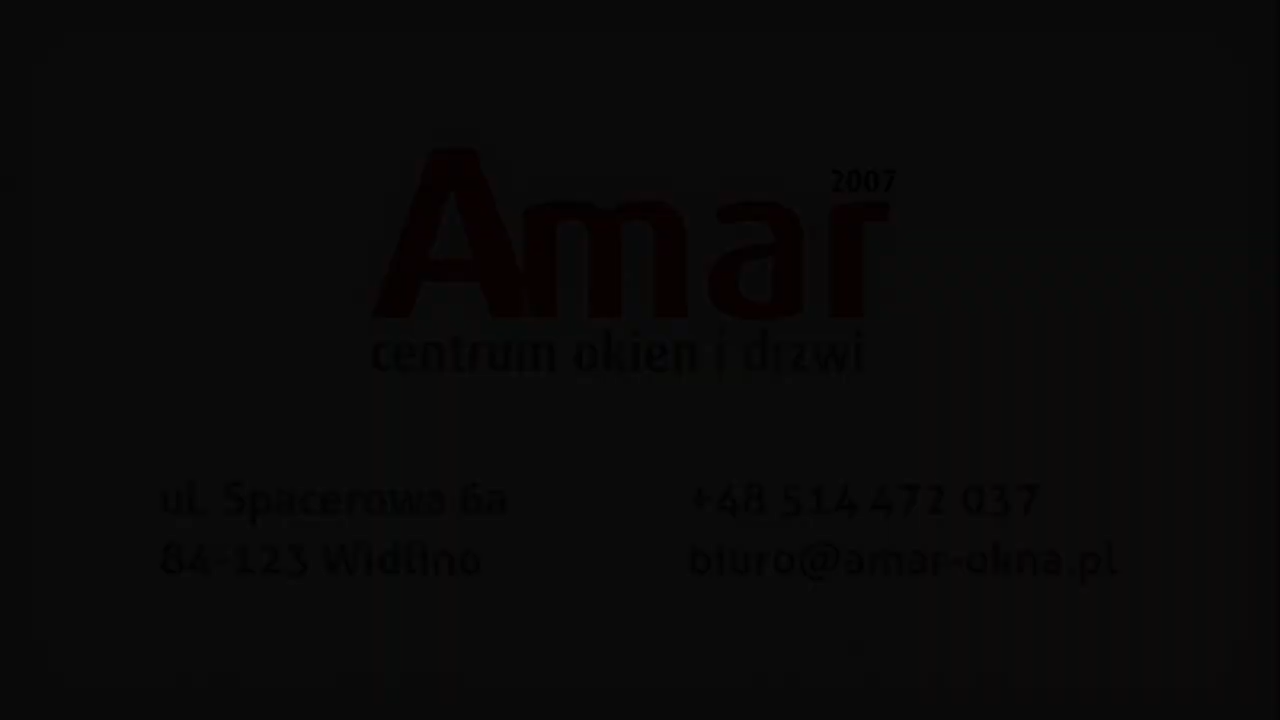 Amar
2007
centrum okien i drzwi
ul. Spacerowa 6a
84-123 Widlino
+48 514 472 037
biuro@amar-okna.pl